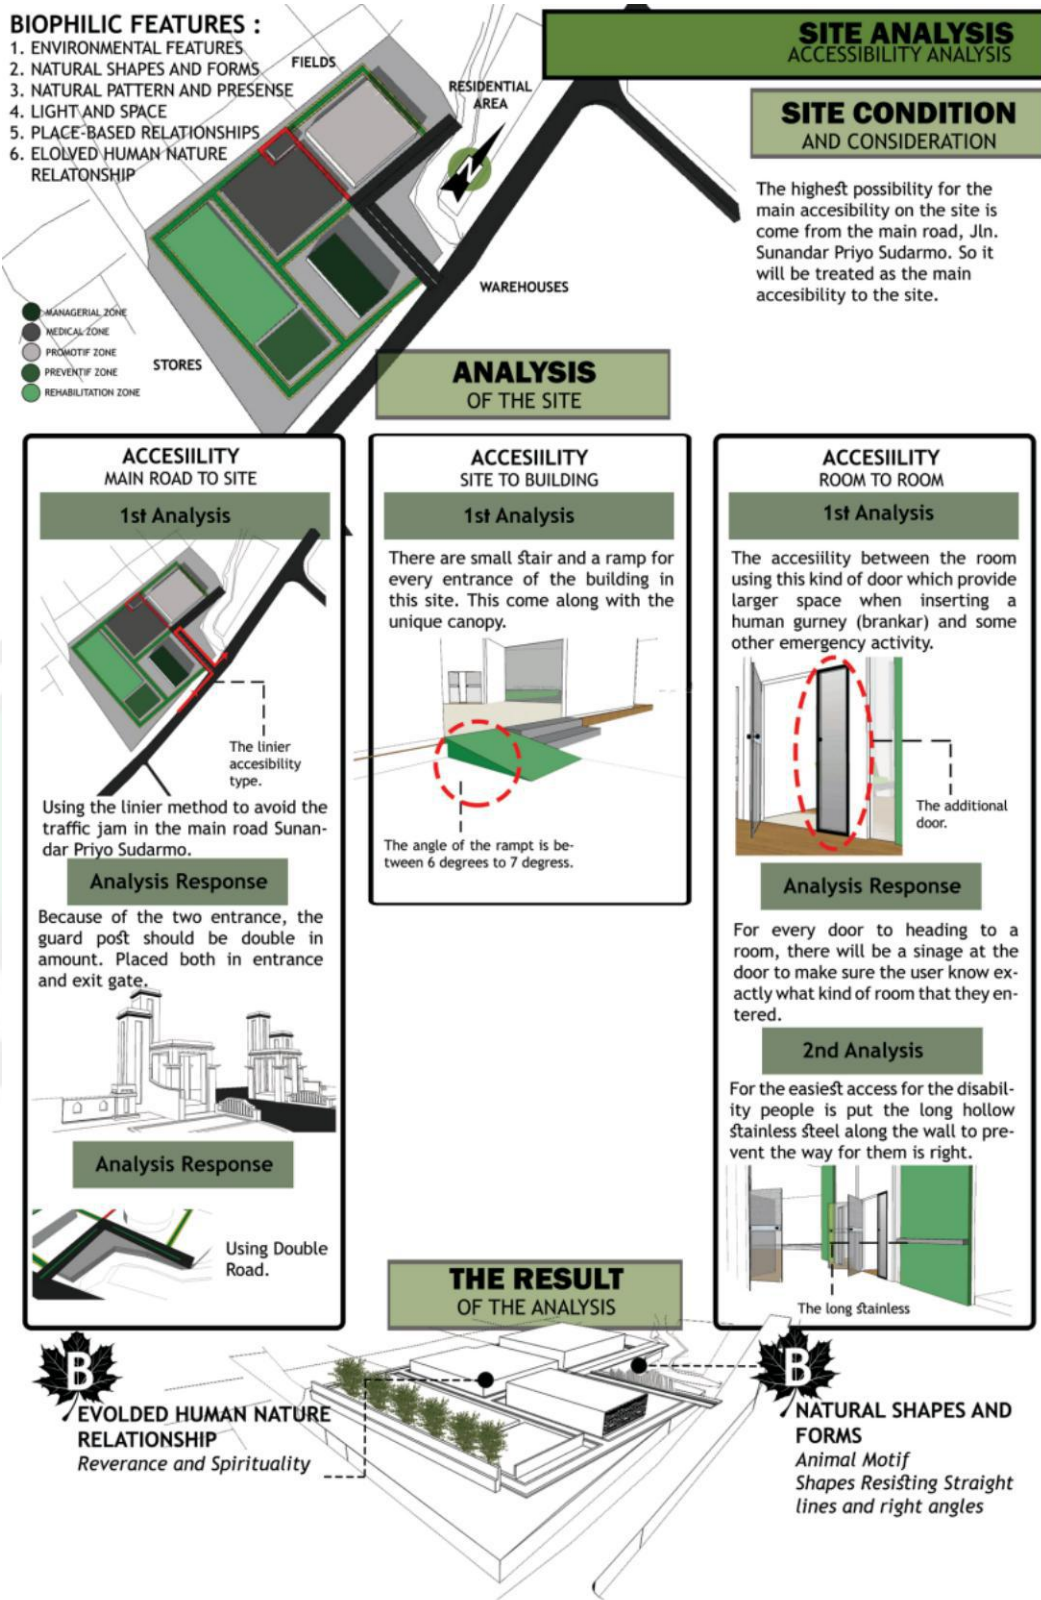 BIOPHILIC FEATURES :
1. ENVIRONMENTAL FEATURES
2. NATURAL SHAPES AND FORMS
3. NATURAL PATTERN AND PRESENSE
4. LIGHT AND SPACE
5. PLACE-BASED RELATIONSHIPS
6. ELOLVED HUMAN NATURE
RELATONSHIP
FIELDS
RESIDENTIAL
AREA
N
WAREHOUSES
STORES
MANAGERIAL ZONE
MEDICAL ZONE
PROMOTIF ZONE
PREVENTIF ZONE
REHABILITATION ZONE
SITE ANALYSIS
ACCESSIBILITY ANALYSIS
SITE CONDITION
AND CONSIDERATION
The highest possibility for the
main accesibility on the site is
come from the main road, Jln.
Sunandar Priyo Sudarmo. So it
will be treated as the main
accesibility to the site.
ANALYSIS
OF THE SITE
ACCESIILITY
MAIN ROAD TO SITE
1st Analysis
The linier
accesibility
type.
Using the linier method to avoid the
traffic jam in the main road Sunan-
dar Priyo Sudarmo.
Analysis Response
Because of the two entrance, the
guard post should be double in
amount. Placed both in entrance
and exit gate.
Analysis Response
Using Double
Road.
ACCESIILITY
SITE TO BUILDING
1st Analysis
There are small stair and a ramp for
every entrance of the building in
this site. This come along with the
unique canopy.
The angle of the rampt is be-
tween 6 degrees to 7 degress.
ACCESIILITY
ROOM TO ROOM
1st Analysis
The accesiility between the room
using this kind of door which provide
larger space when inserting a
human gurney (brankar) and some
other emergency activity.
The additional
door.
Analysis Response
For every door to heading to a
room, there will be a sinage at the
door to make sure the user know ex-
actly what kind of room that they en-
tered.
2nd Analysis
For the easiest access for the disabil-
ity people is put the long hollow
stainless steel along the wall to pre-
vent the way for them is right.
The long stainless
THE RESULT
OF THE ANALYSIS
B
EVOLDED HUMAN NATURE
RELATIONSHIP
Reverance and Spirituality
B
NATURAL SHAPES AND
FORMS
Animal Motif
Shapes Resisting Straight
lines and right angles